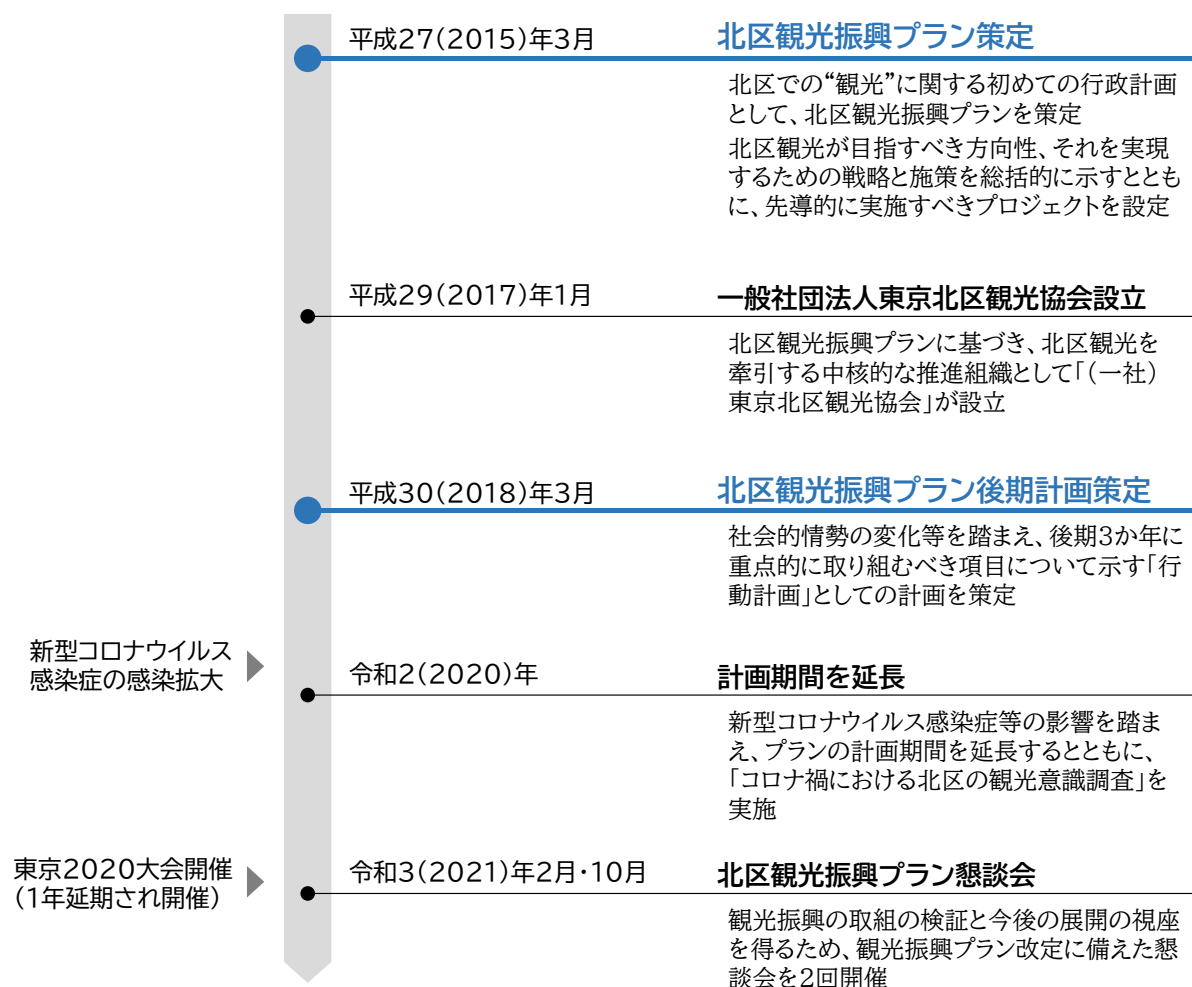 平成27(2015)年3月
北区観光振興プラン策定
北区での“観光”に関する初めての行政計画
として、北区観光振興プランを策定
北区観光が目指すべき方向性、それを実現
するための戦略と施策を総括的に示すととも
に、先導的に実施すべきプロジェクトを設定
平成29(2017)年1月
一般社団法人東京北区観光協会設立
北区観光振興プランに基づき、北区観光を
牽引する中核的な推進組織として「(一社)
東京北区観光協会」が設立
平成30(2018)年3月
北区観光振興プラン後期計画策定
社会的情勢の変化等を踏まえ、後期3か年に
重点的に取り組むべき項目について示す「行
動計画」としての計画を策定
新型コロナウイルス
感染症の感染拡大
令和2(2020)年
計画期間を延長
新型コロナウイルス感染症等の影響を踏ま
え、プランの計画期間を延長するとともに、
「コロナ禍における北区の観光意識調査」を
実施
東京2020大会開催
(1年延期され開催)
令和3(2021)年2月・10月
北区観光振興プラン懇談会
観光振興の取組の検証と今後の展開の視座
を得るため、観光振興プラン改定に備えた懇
談会を2回開催